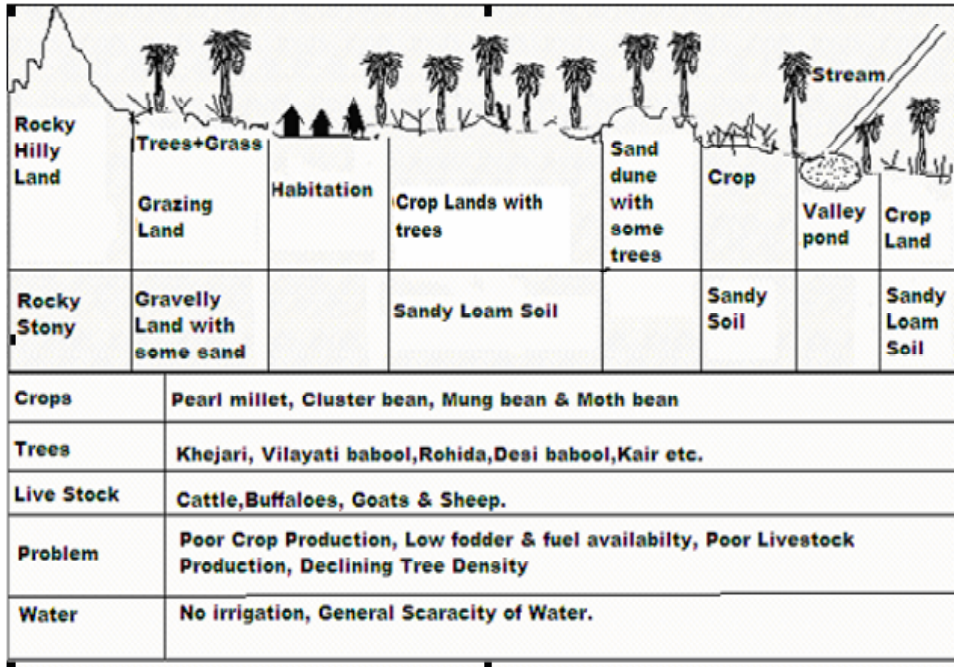 Stream
Rocky
Hilly
Land
Trees+Grass
Grazing
Land
Habitation
Crop Lands with
trees
Sand
dune
with
some
trees
Crop
Valley
pond
Crop
Land
Rocky
Stony
Gravelly
Land with
some sand
Sandy Loam Soil
Sandy
Soil
Sandy
Loam
Soil
Crops
Pearl millet, Cluster bean, Mung bean & Moth bean
Trees
Khejari, Vilayati babool,Rohida,Desi babool,Kair etc.
Live Stock
Cattle,Buffaloes, Goats & Sheep.
Problem
Poor Crop Production, Low fodder & fuel availabilty, Poor Livestock
Production, Declining Tree Density
Water
No irrigation, General Scaracity of Water.